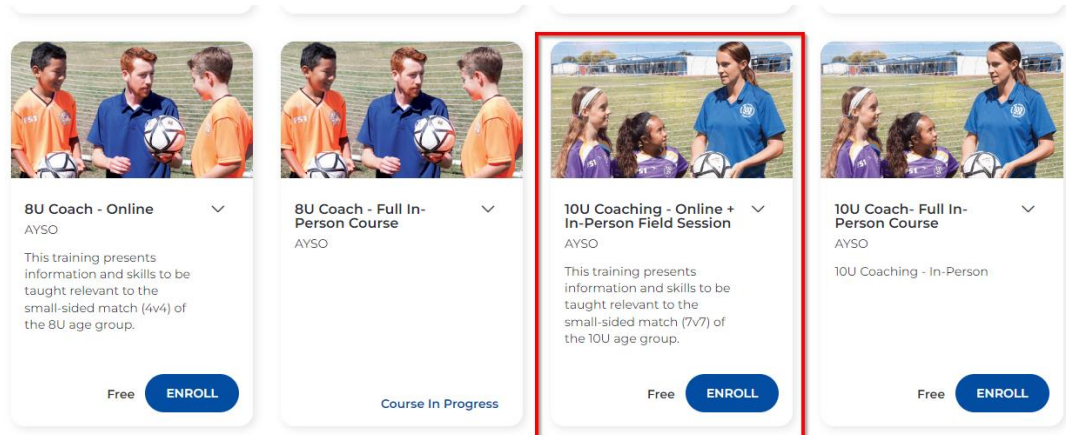 8U Coach - Online
AYSO
This training presents
information and skills to be
taught relevant to the
small-sided match (4v4) of
the 8U age group.
Free ENROLL
8U Coach - Full In-
Person Course
AYSO
Course In Progress
10U Coaching - Online +
In-Person Field Session
AYSO
This training presents
information and skills to be
taught relevant to the
small-sided match (7v7) of
the 10U age group.
Free ENROLL
10U Coach- Full In-
Person Course
AYSO
10U Coaching - In-Person
Free ENROLL